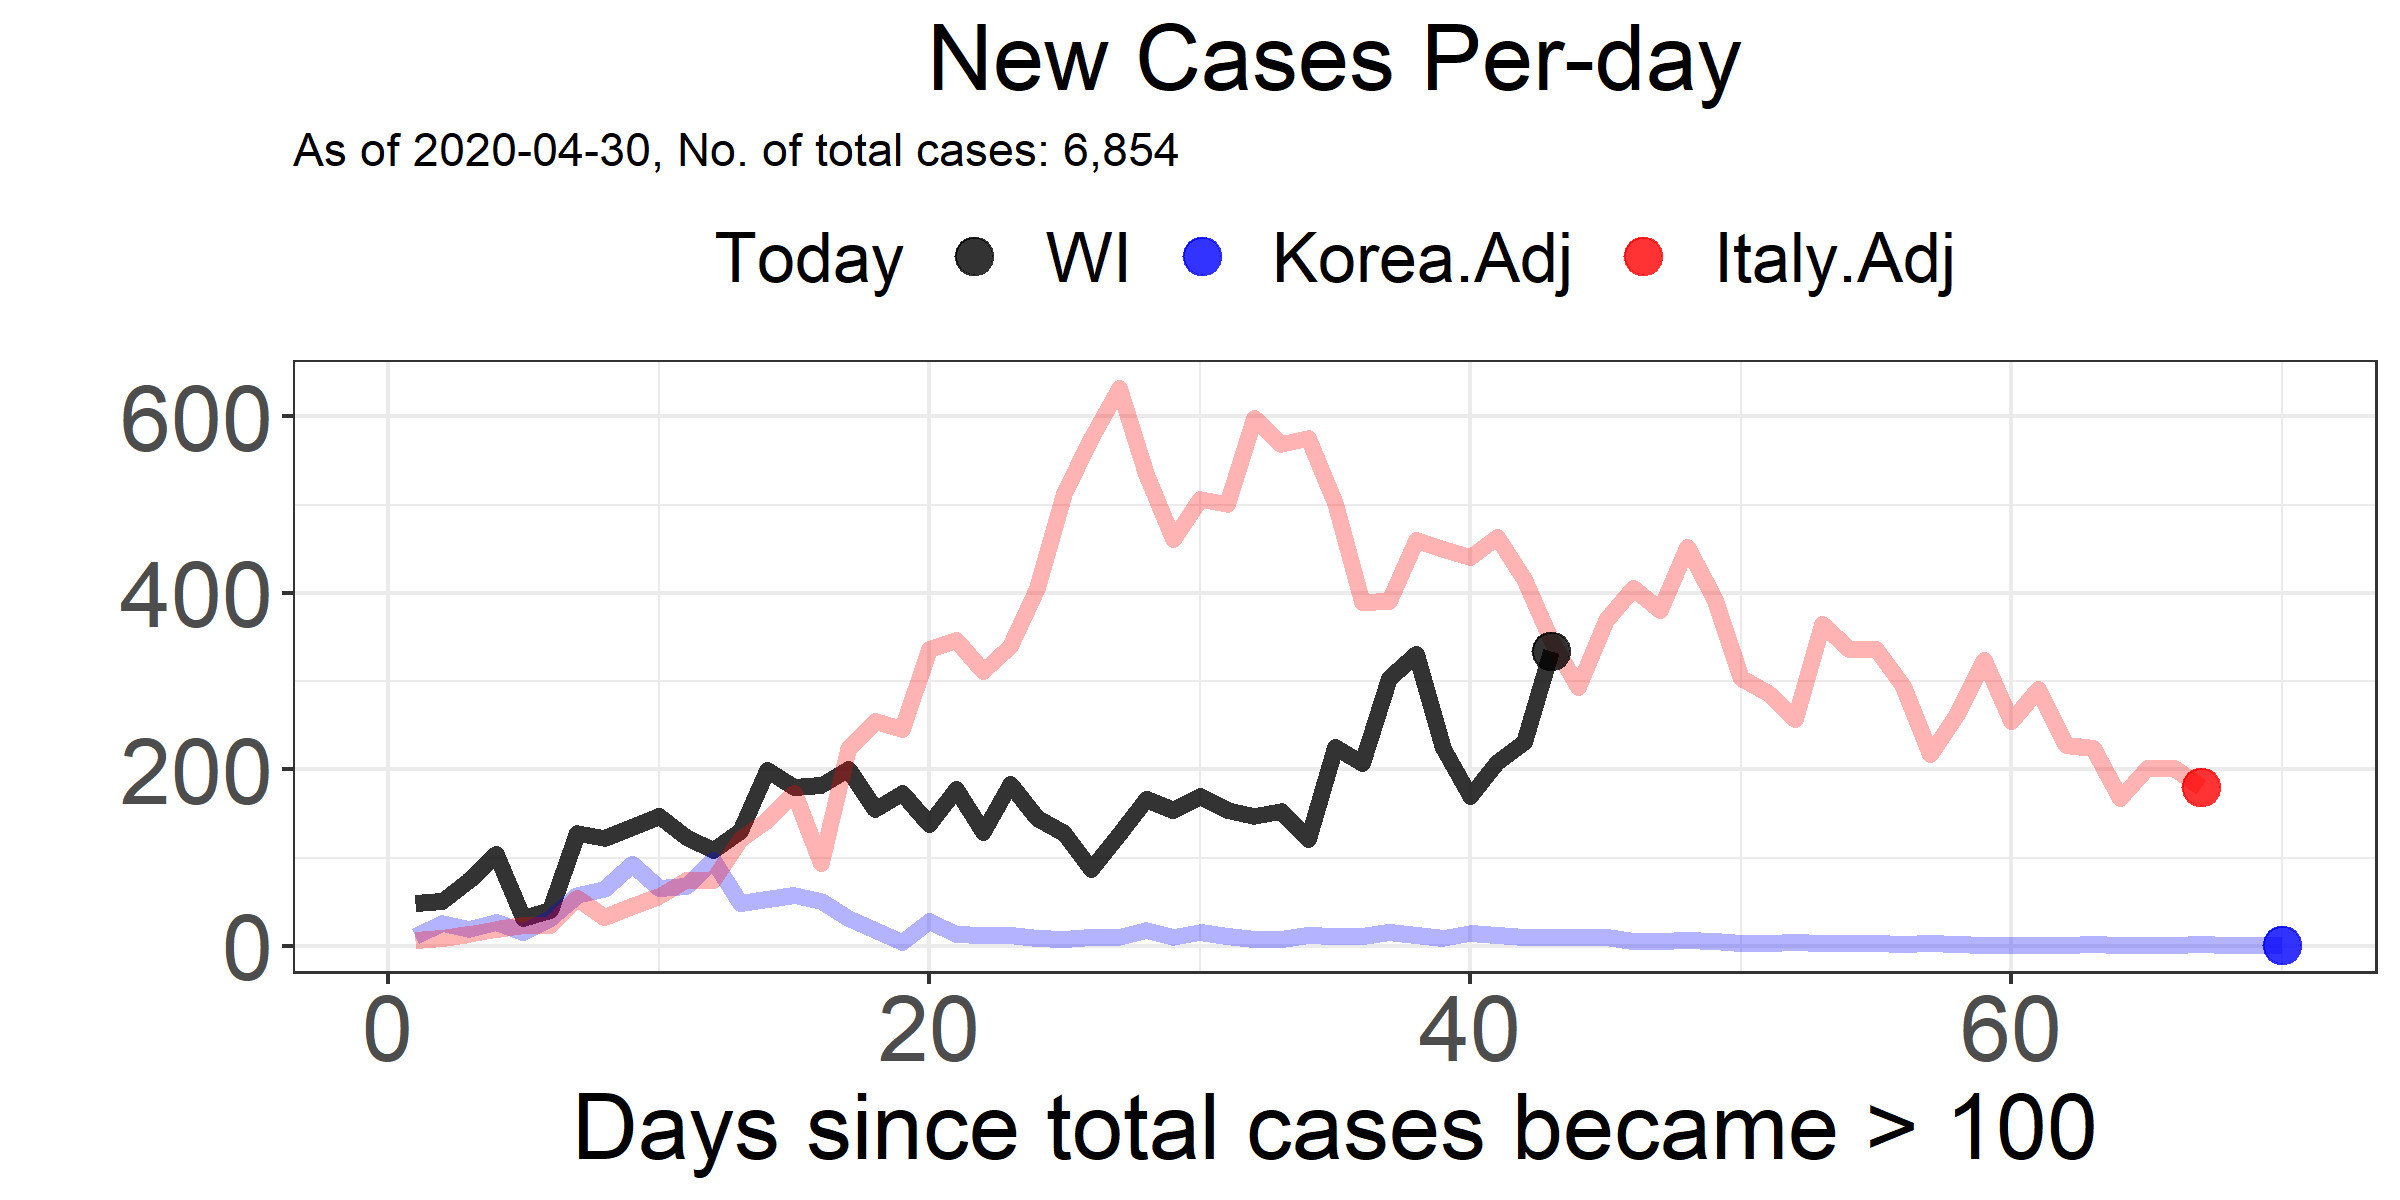 New Cases Per-day
As of 2020-04-30, No. of total cases: 6,854
Today WI Korea.Adj Italy.Adj
600
400
200
0
0 20 40 60
Days since total cases became > 100